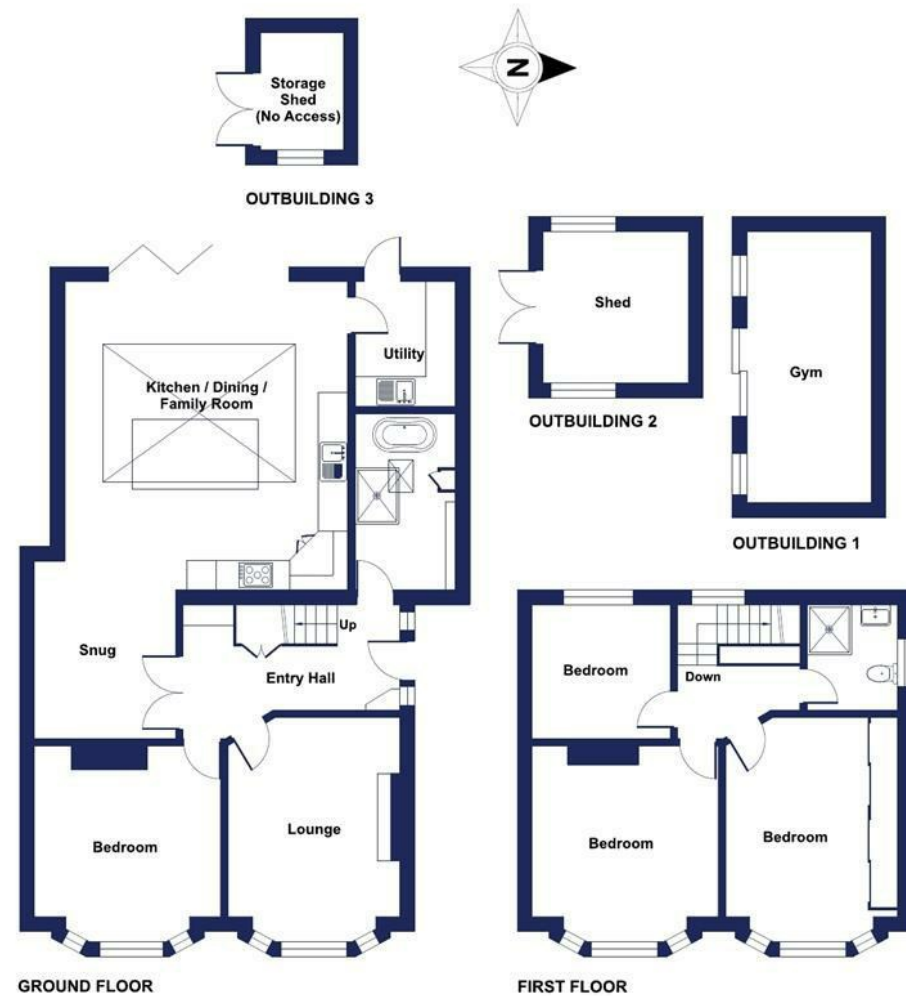 Storage
Shed
(No Access)
N
OUTBUILDING 3
Shed
OUTBUILDING 2
Gym
OUTBUILDING 1
Kitchen / Dining /
Family Room
Utility
Snug
Up
Entry Hall
Bedroom
Lounge
GROUND FLOOR
Bedroom
Down
Bedroom
Bedroom
FIRST FLOOR